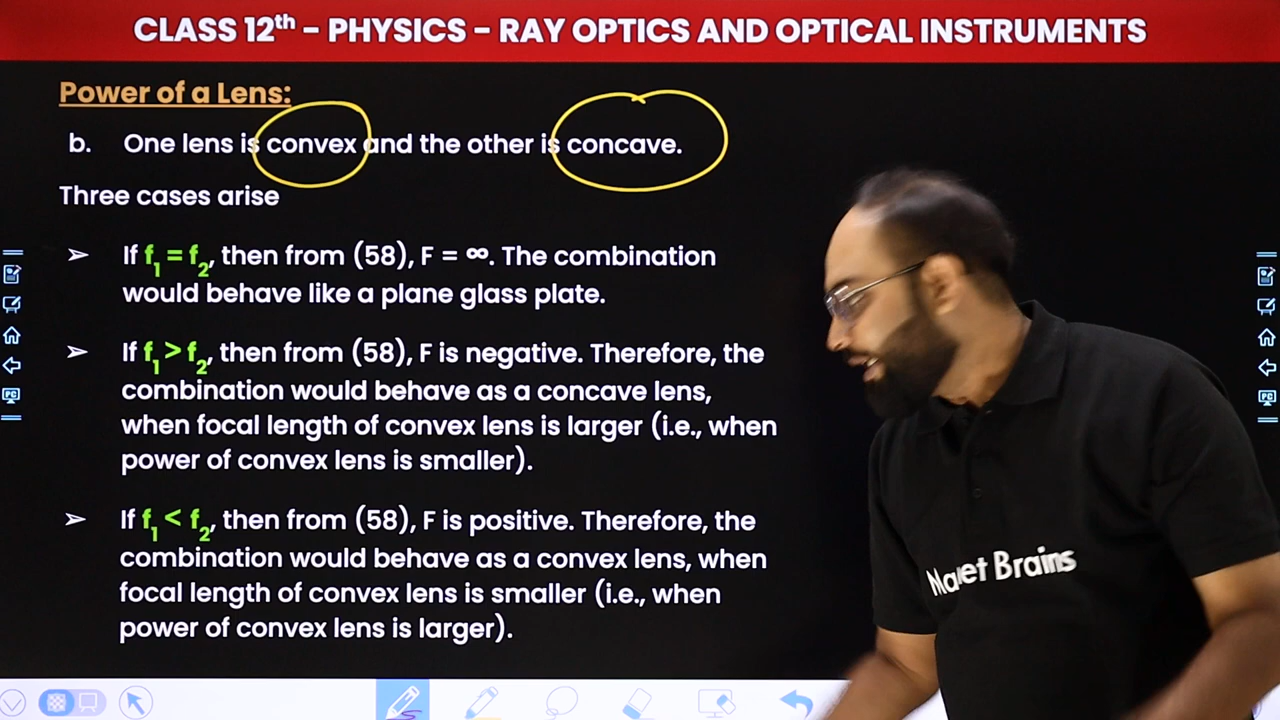 CLASS 12th – PHYSICS – RAY OPTICS AND OPTICAL INSTRUMENTS
Power of a Lens:
b. One lens is convex and the other is concave.
Three cases arise
➢ If f1 = f2, then from (58), F = ∞. The combination
would behave like a plane glass plate.
➢ If f1 > f2, then from (58), F is negative. Therefore, the
combination would behave as a concave lens,
when focal length of convex lens is larger (i.e., when
power of convex lens is smaller).
➢ If f1 < f2, then from (58), F is positive. Therefore, the
combination would behave as a convex lens, when
focal length of convex lens is smaller (i.e., when
power of convex lens is larger).
Brains
PC
PC